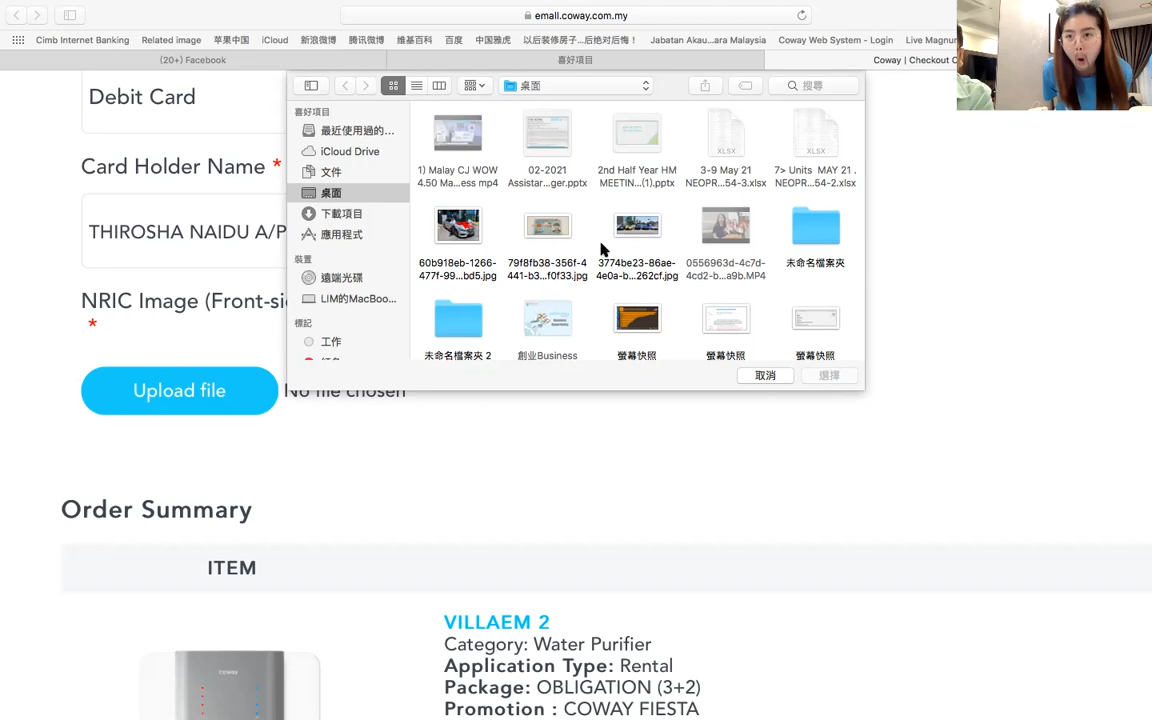 emall.coway.com.my
Cimb Internet Banking
Related image
苹果中国
iCloud
新浪微博
腾讯微博
维基百科
百度
中国雅虎
以后装修房子...后绝对后悔！
Jabatan Akau...ara Malaysia
Coway Web System - Login
Live Magnu
(20+) Facebook
喜好項目
Coway | Checkout C
Debit Card
Card Holder Name *
THIROSHA NAIDU A/P
NRIC Image (Front-si
*
Upload file
No file chosen
桌面
搜尋
喜好項目
最近使用過的...
iCloud Drive
文件
桌面
下載項目
應用程式
裝置
遠端光碟
LIM的MacBoo...
標記
工作
紅色
XLSX
XLSX
1) Malay CJ WOW
4.50 Ma...ess mp4
02-2021
Assistar...ger.pptx
2nd Half Year HM
MEETIN...(1).pptx
3-9 May 21
NEOPR...54-3.xlsx
7> Units MAY 21 .
NEOPR...54-2.xlsx
60b918eb-1266-
477f-99...bd5.jpg
79f8fb38-356f-4
441-b3...f0f33.jpg
3774be23-86ae-
4e0a-b...262cf.jpg
0556963d-4c7d-
4cd2-b...a9b.MP4
未命名檔案夾
未命名檔案夾 2
創业Business
螢幕快照
螢幕快照
螢幕快照
取消
選擇
Order Summary
ITEM
COWAY
VILLAEM 2
Category: Water Purifier
Application Type: Rental
Package: OBLIGATION (3+2)
Promotion : COWAY FIESTA